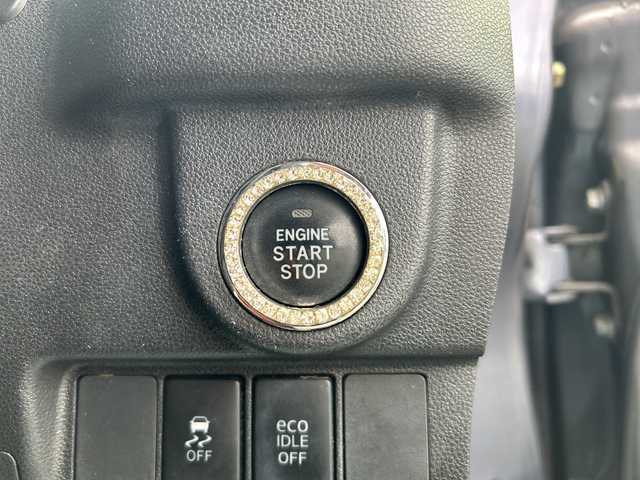 ENGINE
START
STOP
OFF
eco
IDLE
OFF